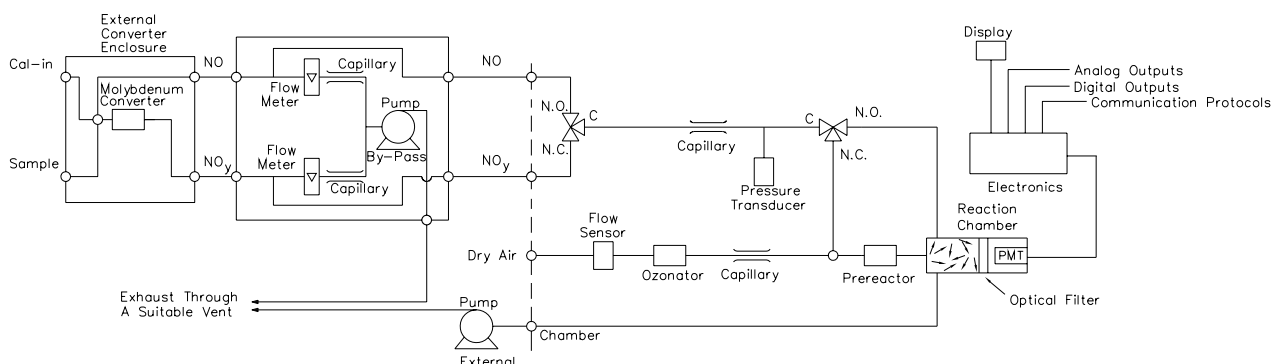 External
Converter
Enclosure
Cal-in
Molybdenum
Converter
Sample
NO
NOy
Flow
Meter
Capillary
Pump
By-Pass
Flow
Meter
Capillary
NO
NOy
N.O.
C
N.C.
Capillary
Pressure
Transducer
C
N.O.
N.C.
Display
Analog Outputs
Digital Outputs
Communication Protocols
Electronics
Reaction
Chamber
PMT
Optical Filter
Dry Air
Flow
Sensor
Ozonator
Capillary
Prereactor
Exhaust Through
A Suitable Vent
Pump
External
Chamber